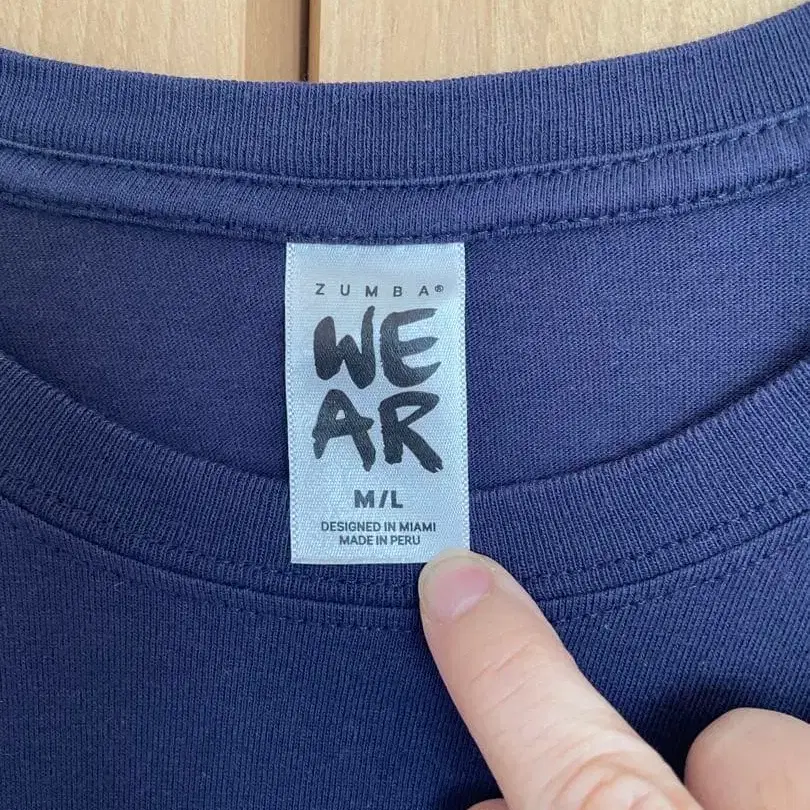 ZUMBA®
WE
AR
M/L
DESIGNED IN MIAMI
MADE IN PERU